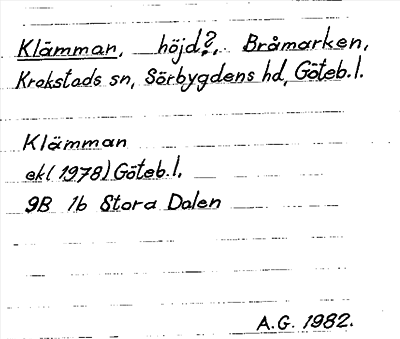 Klämman, höjd?, Bråmarken,
Krokstads sn, Sörbygdens hd, Göteb.l.
Klämman
ek (1978) Göteb.l.
9B 1b Stora Dalen
A.G. 1982.